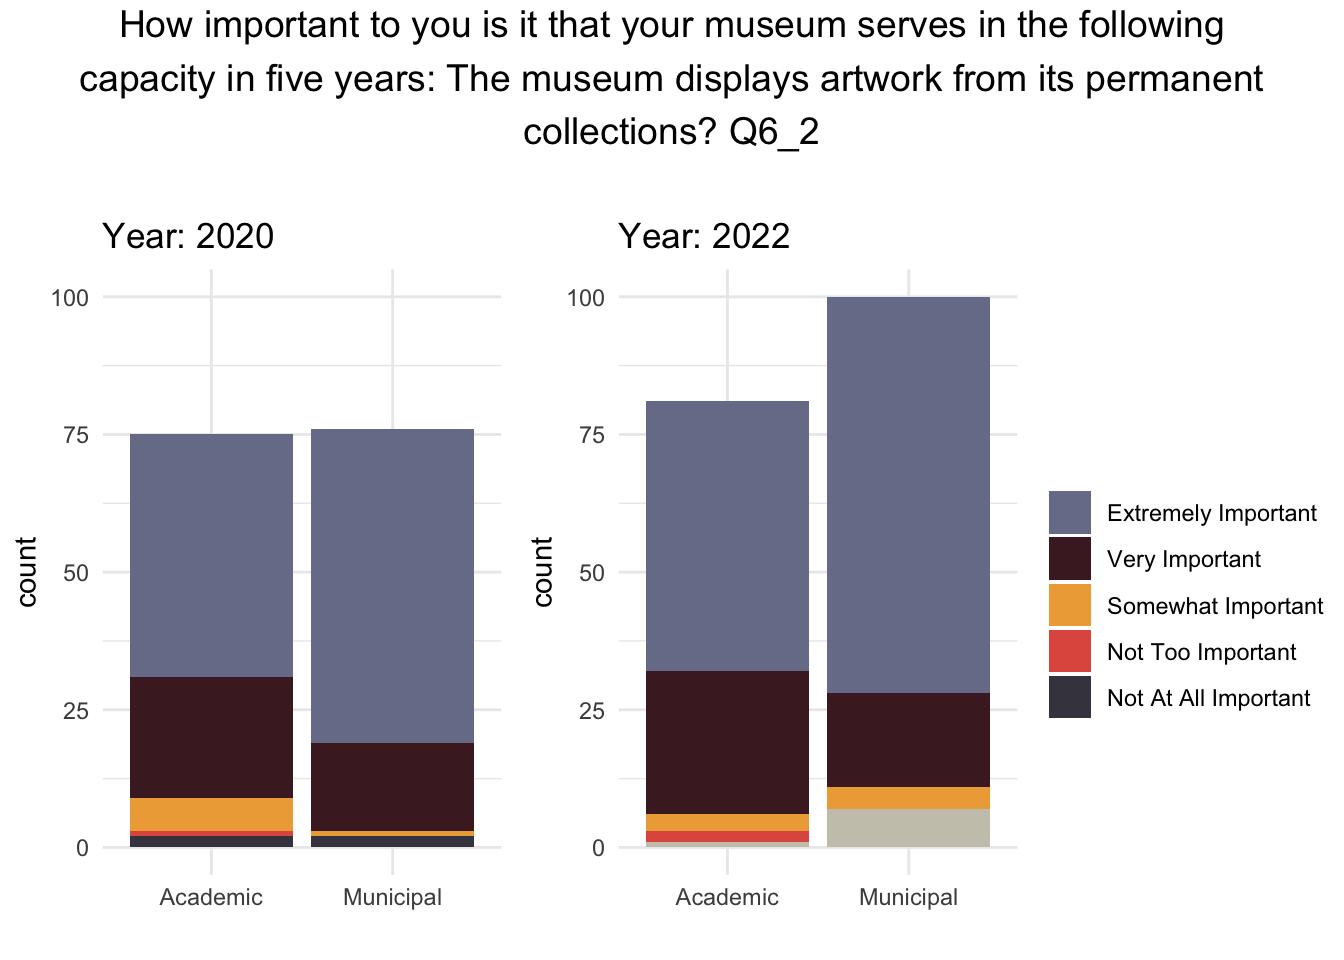 How important to you is it that your museum serves in the following
capacity in five years: The museum displays artwork from its permanent
collections? Q6_2
Year: 2020
Year: 2022
100
75
50
25
0
count
Academic
Municipal
100
75
50
25
0
count
Academic
Municipal
Extremely Important
Very Important
Somewhat Important
Not Too Important
Not At All Important